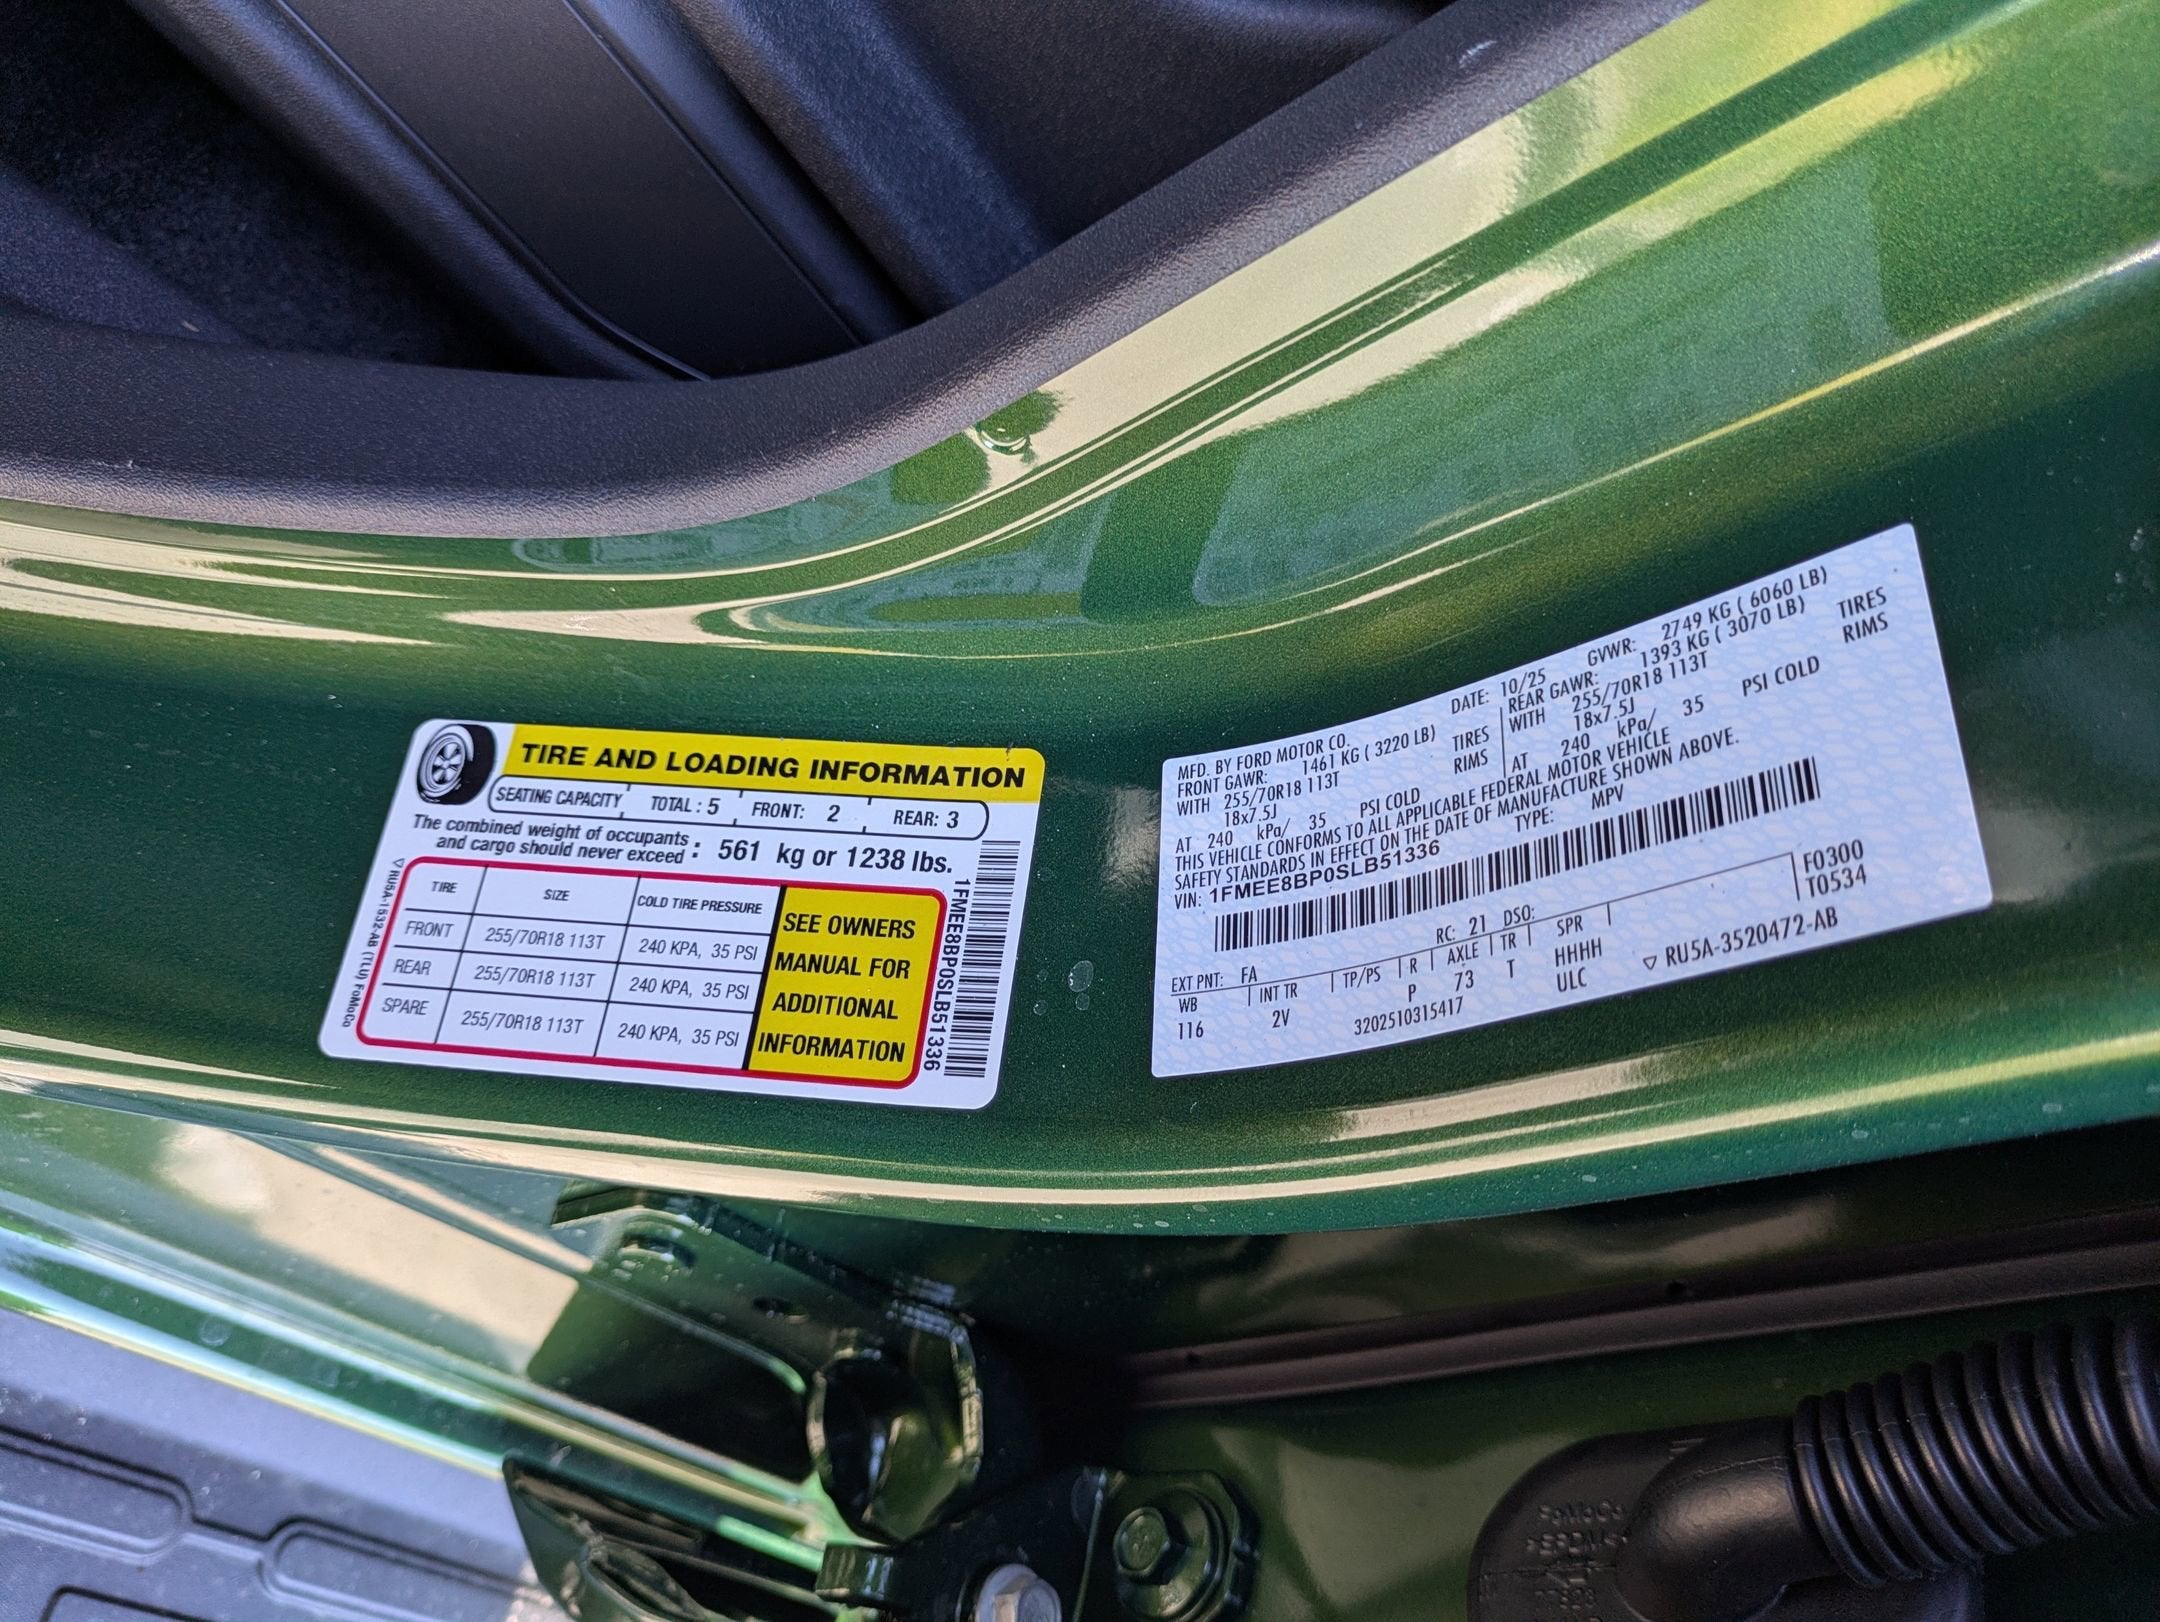 TIRE AND LOADING INFORMATION
SEATING CAPACITY TOTAL : 5 FRONT: 2 REAR: 3
The combined weight of occupants
and cargo should never exceed : 561 kg or 1238 lbs.
TIRE SIZE COLD TIRE PRESSURE
FRONT 255/70R18 113T 240 KPA, 35 PSI
REAR 255/70R18 113T 240 KPA, 35 PSI
SPARE 255/70R18 113T 240 KPA, 35 PSI
SEE OWNERS
MANUAL FOR
ADDITIONAL
INFORMATION
1FMEE8BP0SLB51336
RU5A-1532-AB (TLU) FoMoCo
MFD. BY FORD MOTOR CO. DATE: 10/25 GVWR: 2749 KG ( 6060 LB)
FRONT GAWR: 1461 KG ( 3220 LB) REAR GAWR: 1393 KG ( 3070 LB)
WITH 255/70R18 113T TIRES WITH 255/70R18 113T TIRES
18x7.5J RIMS 18x7.5J RIMS
AT 240 kPa/ 35 PSI COLD AT 240 kPa/ 35 PSI COLD
THIS VEHICLE CONFORMS TO ALL APPLICABLE FEDERAL MOTOR VEHICLE
SAFETY STANDARDS IN EFFECT ON THE DATE OF MANUFACTURE SHOWN ABOVE.
VIN: 1FMEE8BP0SLB51336 TYPE: MPV
F0300
T0534
EXT PNT: FA RC: 21 DSO:
WB INT TR TP/PS R AXLE TR SPR
116 2V P 73 T HHHH
3202510315417 ULC
RU5A-3520472-AB
FoMoCo